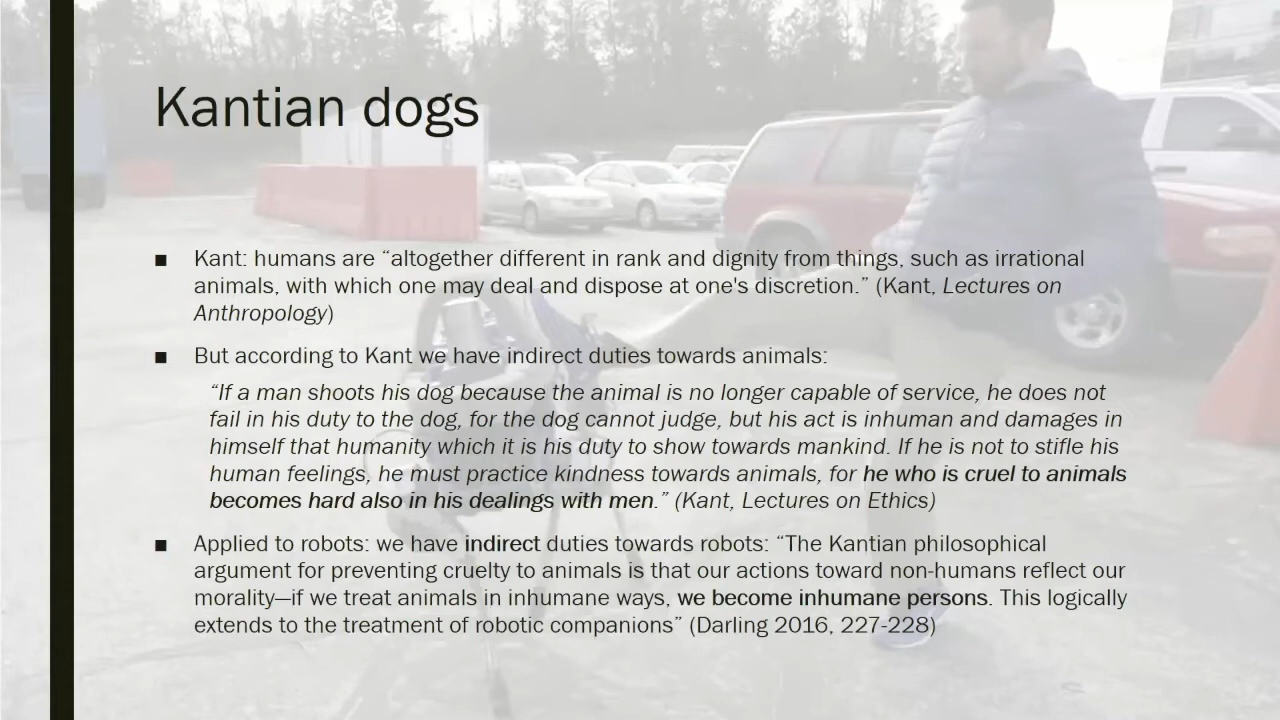 Kantian dogs
■ Kant: humans are “altogether different in rank and dignity from things, such as irrational
animals, with which one may deal and dispose at one's discretion.” (Kant, Lectures on
Anthropology)
■ But according to Kant we have indirect duties towards animals:
“If a man shoots his dog because the animal is no longer capable of service, he does not
fail in his duty to the dog, for the dog cannot judge, but his act is inhuman and damages in
himself that humanity which it is his duty to show towards mankind. If he is not to stifle his
human feelings, he must practice kindness towards animals, for he who is cruel to animals
becomes hard also in his dealings with men.” (Kant, Lectures on Ethics)
■ Applied to robots: we have indirect duties towards robots: “The Kantian philosophical
argument for preventing cruelty to animals is that our actions toward non-humans reflect our
morality—if we treat animals in inhumane ways, we become inhumane persons. This logically
extends to the treatment of robotic companions” (Darling 2016, 227-228)